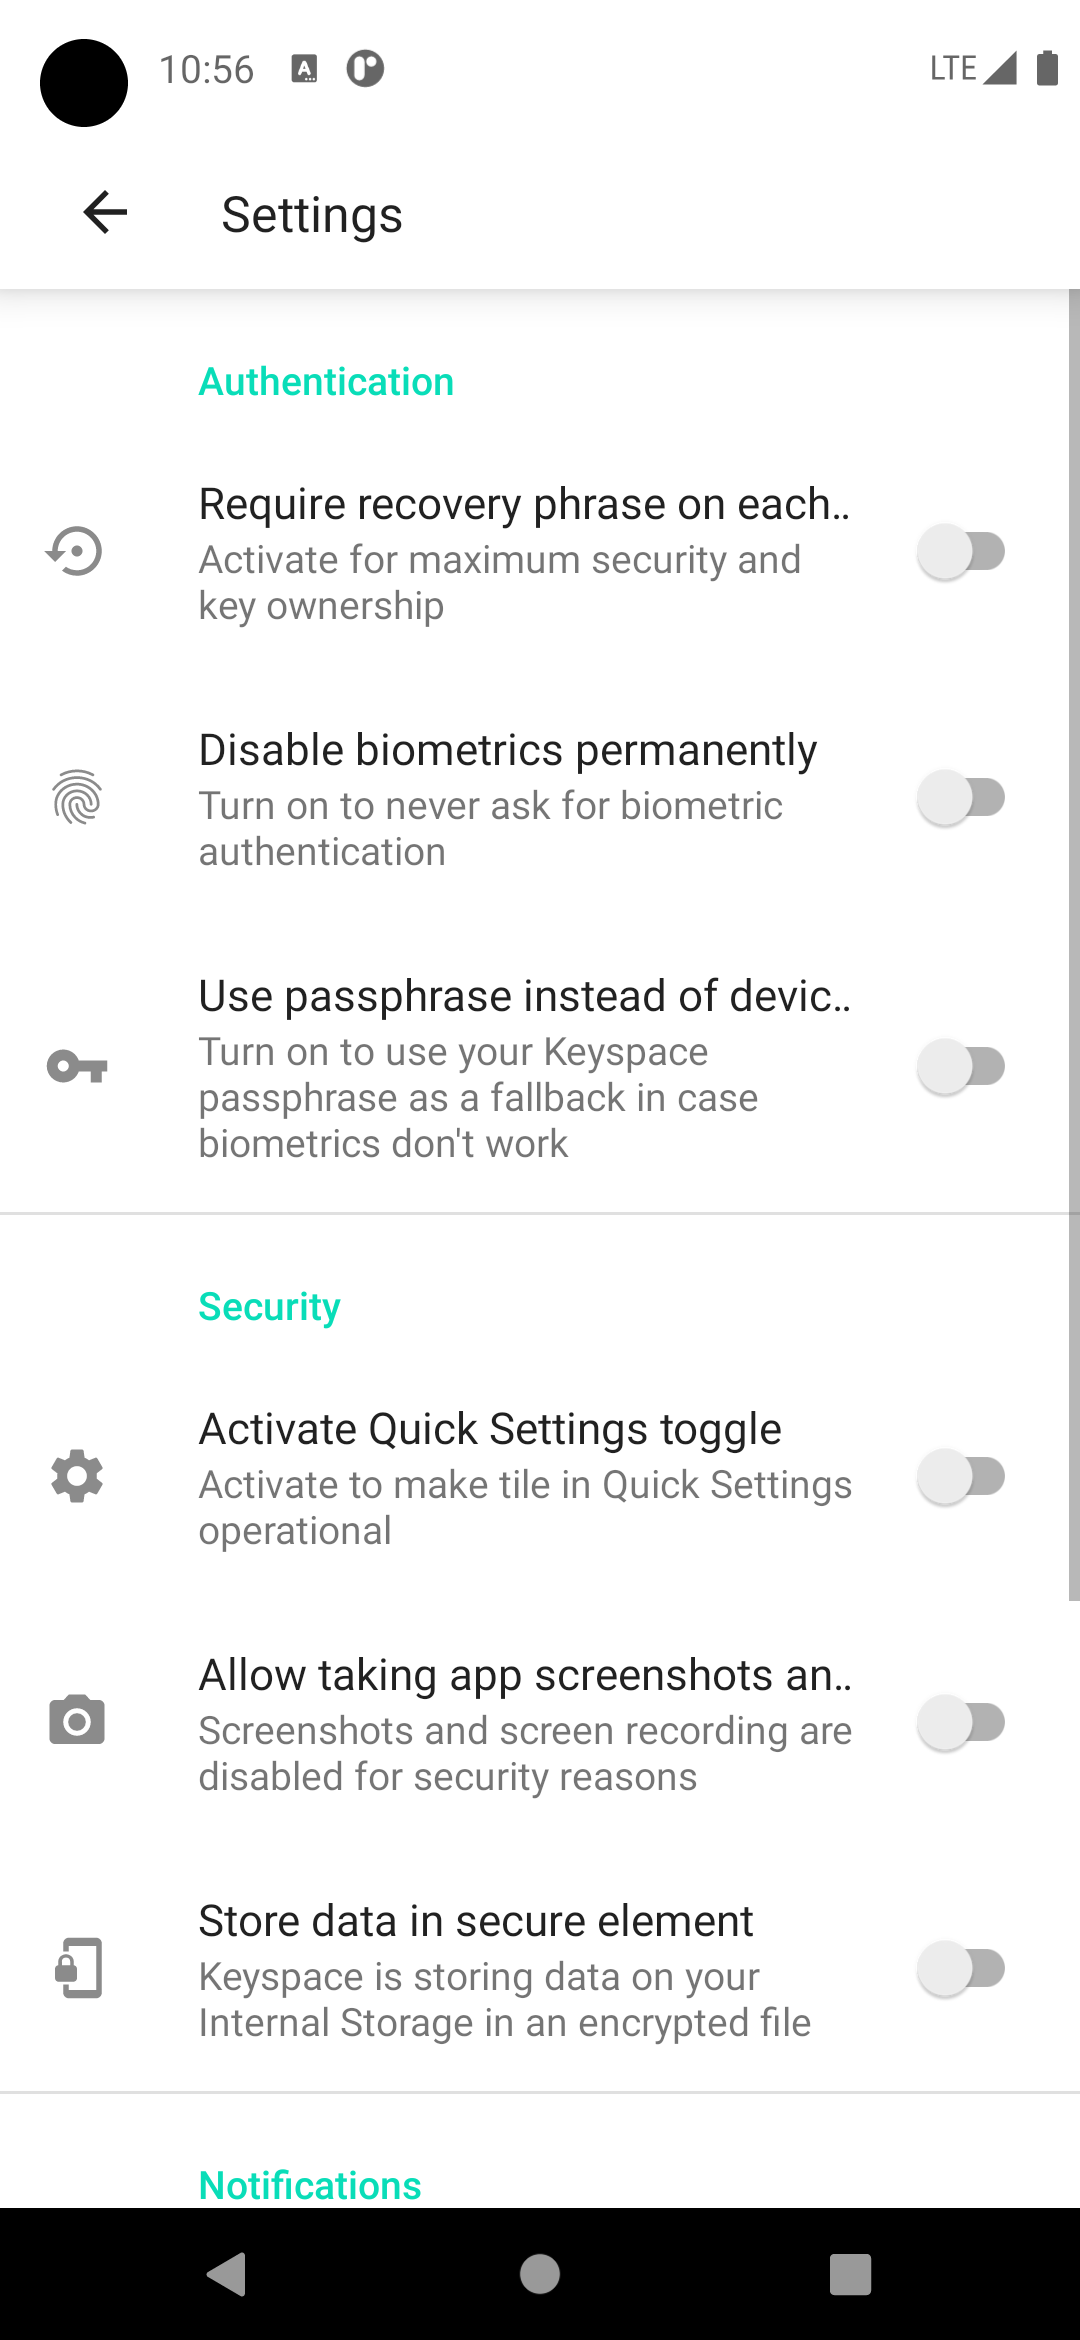 10:56
LTE
Settings
Authentication
Require recovery phrase on each..
Activate for maximum security and
key ownership
Disable biometrics permanently
Turn on to never ask for biometric
authentication
Use passphrase instead of devic..
Turn on to use your Keyspace
passphrase as a fallback in case
biometrics don't work
Security
Activate Quick Settings toggle
Activate to make tile in Quick Settings
operational
Allow taking app screenshots an..
Screenshots and screen recording are
disabled for security reasons
Store data in secure element
Keyspace is storing data on your
Internal Storage in an encrypted file
Notifications